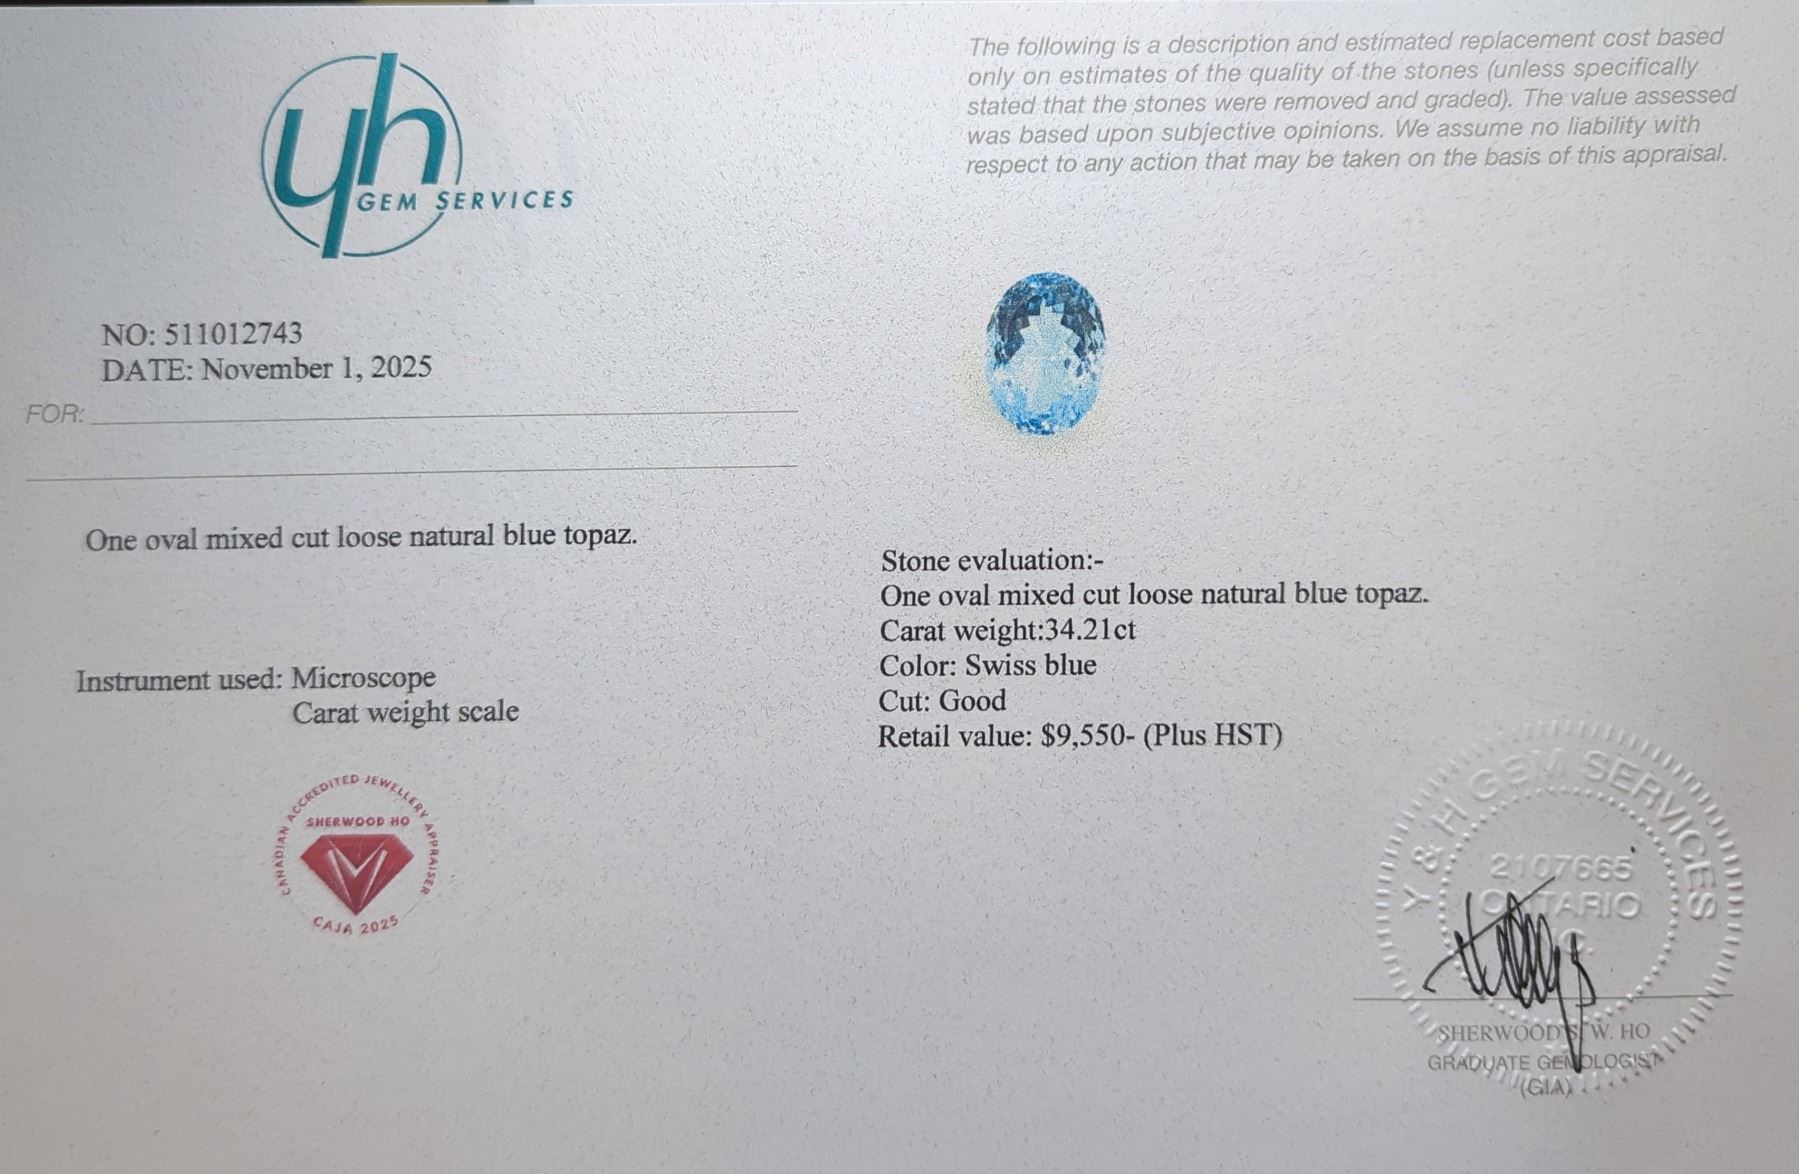 yh
GEM SERVICES
The following is a description and estimated replacement cost based
only on estimates of the quality of the stones (unless specifically
stated that the stones were removed and graded). The value assessed
was based upon subjective opinions. We assume no liability with
respect to any action that may be taken on the basis of this appraisal.
NO: 511012743
DATE: November 1, 2025
FOR:
One oval mixed cut loose natural blue topaz.
Instrument used: Microscope
Carat weight scale
Stone evaluation:-
One oval mixed cut loose natural blue topaz.
Carat weight:34.21ct
Color: Swiss blue
Cut: Good
Retail value: $9,550- (Plus HST)
CANADIAN ACCREDITED JEWELLERY APPRAISER
SHERWOOD HO
CAJA 2025
Y & H GEM SERVICES
2107665
ONTARIO
SHERWOOD S. W. HO
GRADUATE GEMOLOGIST
(GIA)